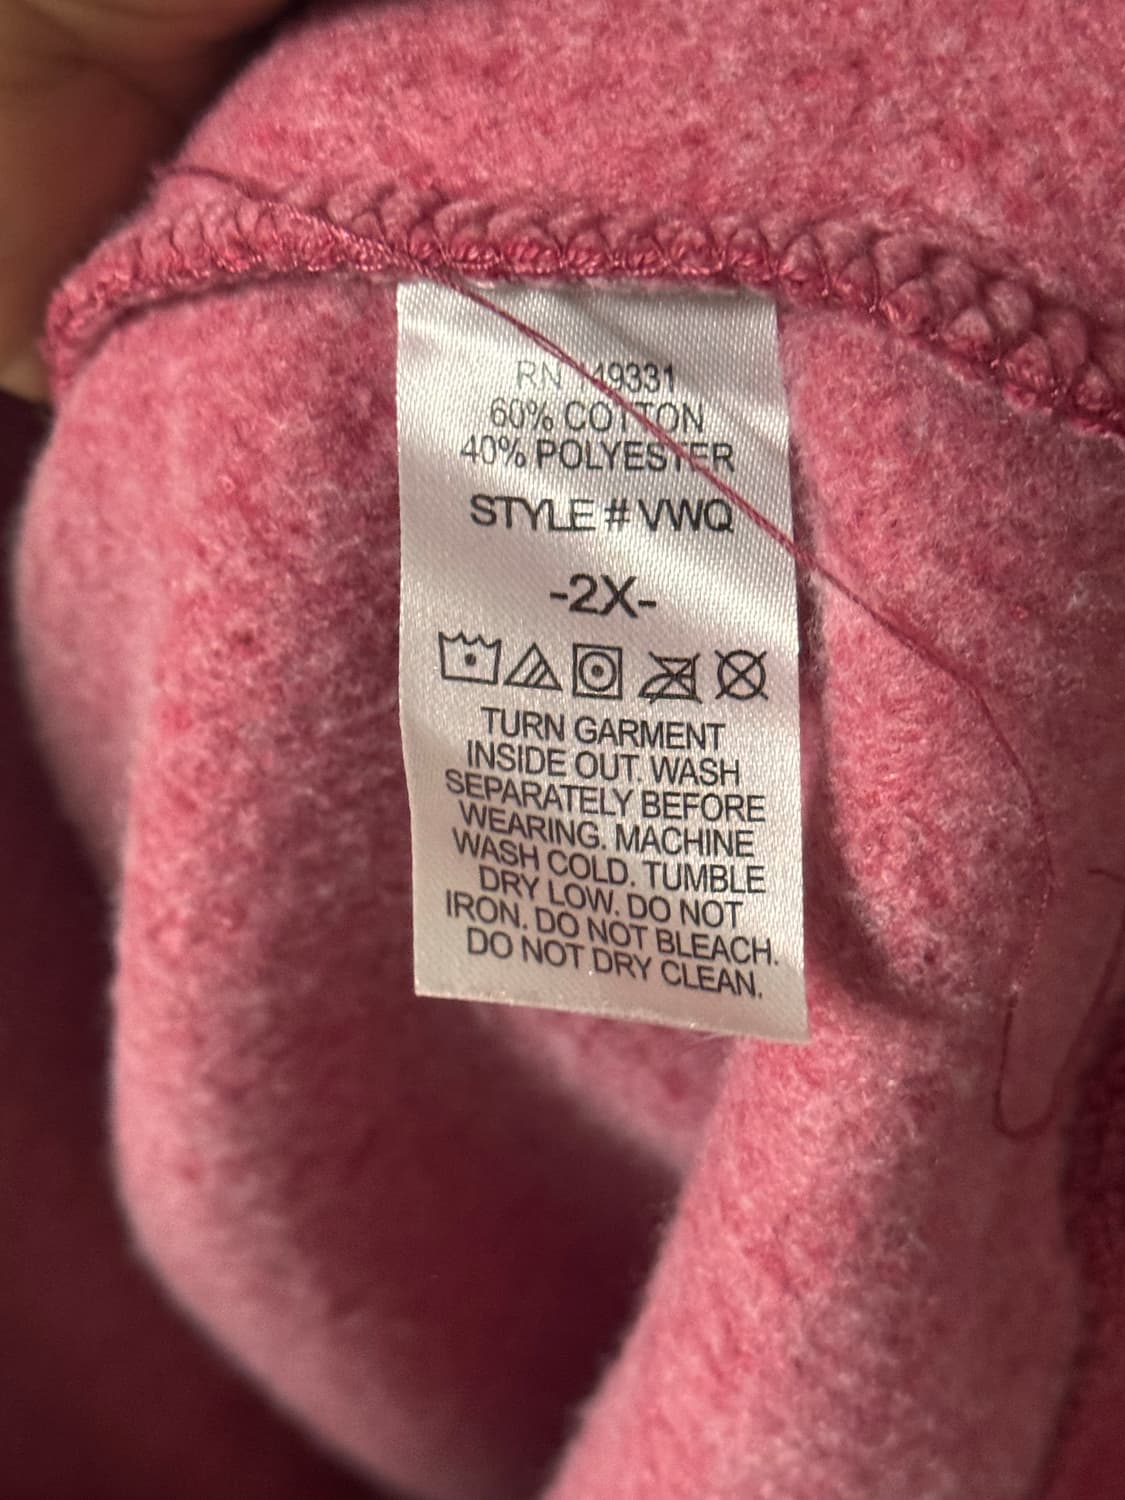 RN 49331
60% COTTON
40% POLYESTER
STYLE # VWQ
-2X-
TURN GARMENT
INSIDE OUT. WASH
SEPARATELY BEFORE
WEARING. MACHINE
WASH COLD. TUMBLE
DRY LOW. DO NOT
IRON. DO NOT BLEACH.
DO NOT DRY CLEAN.